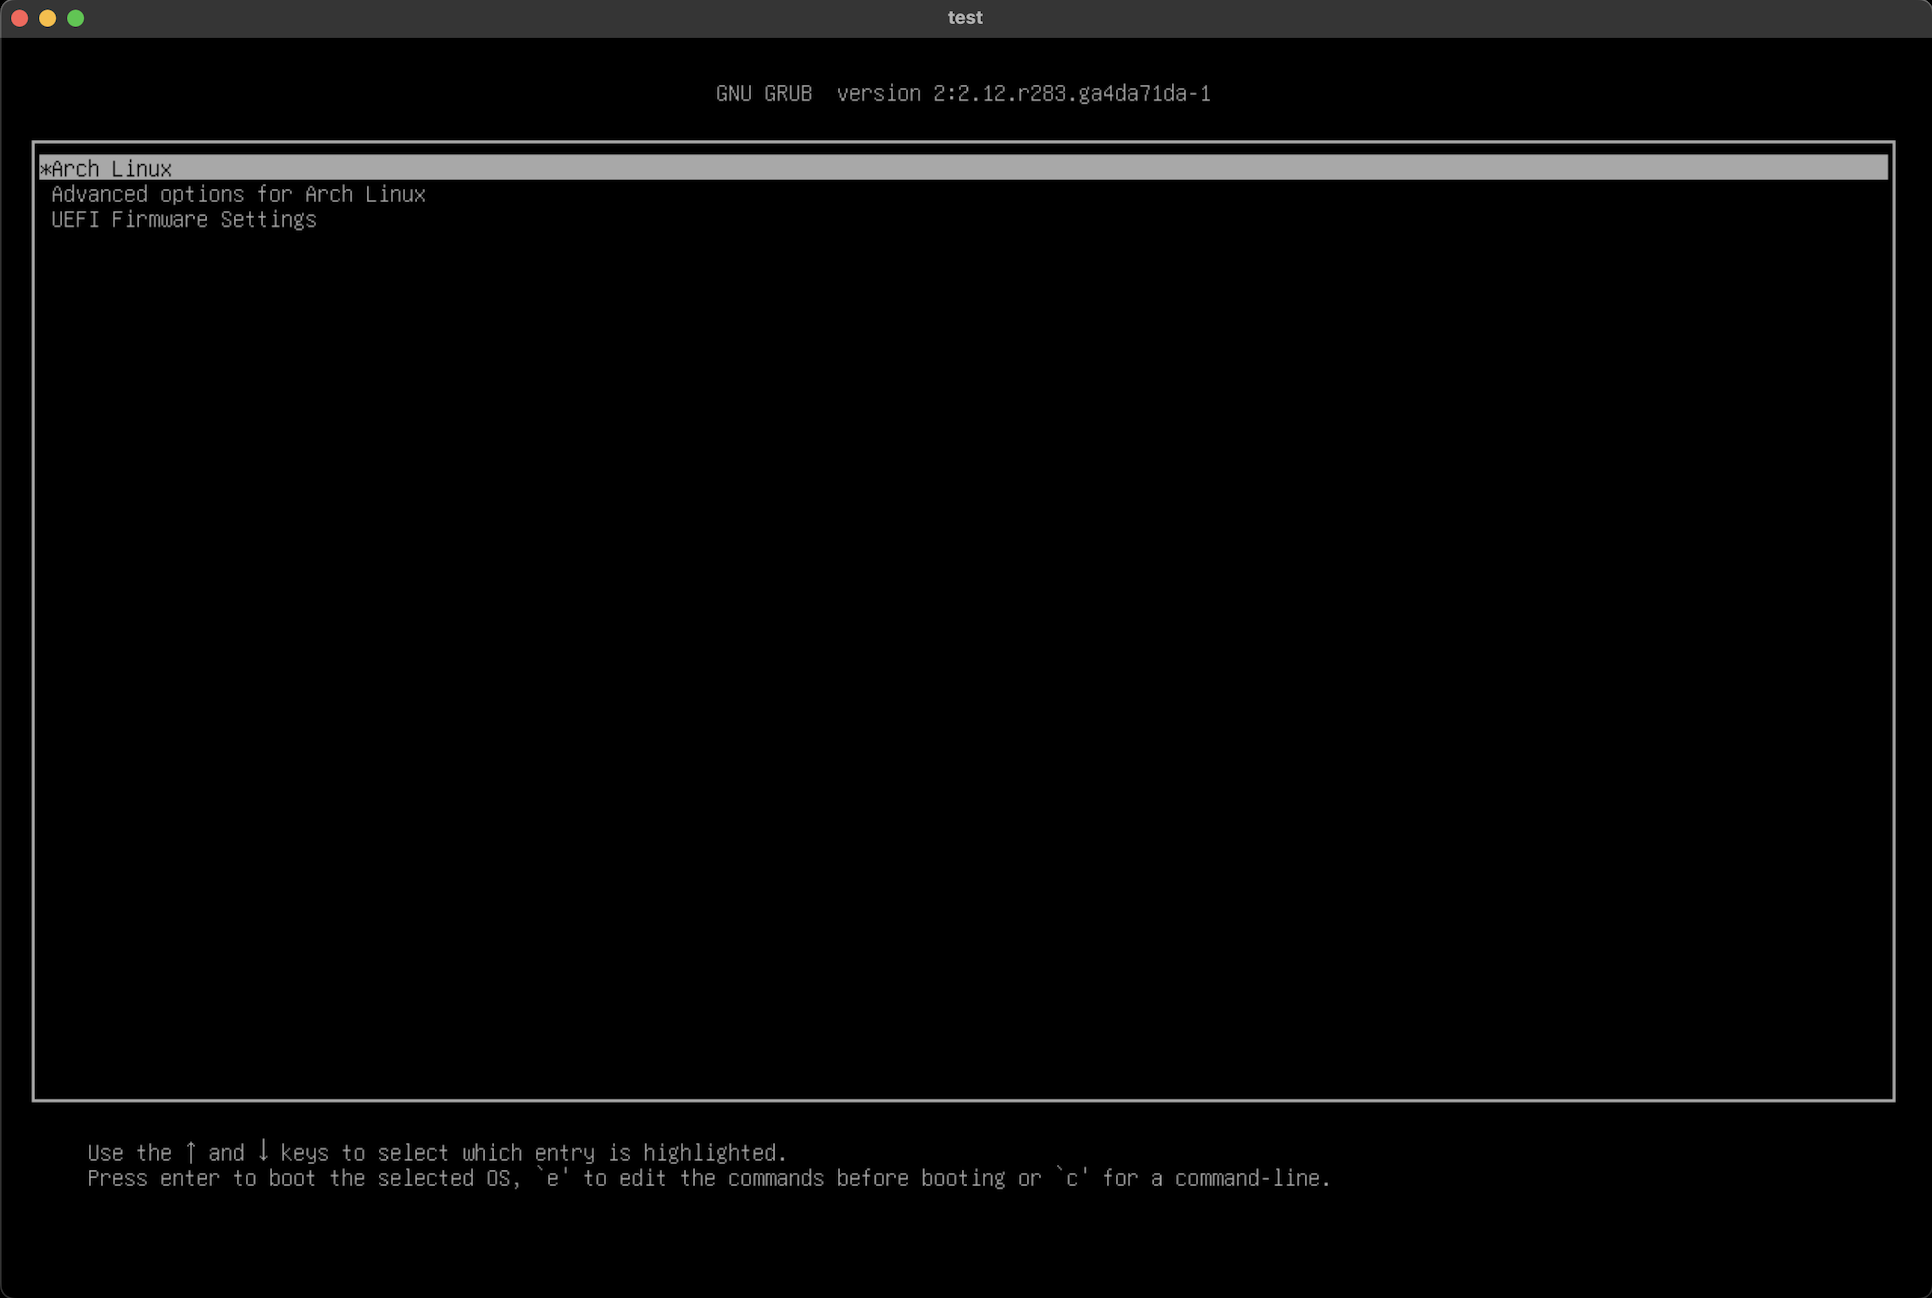 test
GNU GRUB  version 2:2.12.r283.ga4da71da-1
*Arch Linux
Advanced options for Arch Linux
UEFI Firmware Settings
Use the ↑ and ↓ keys to select which entry is highlighted.
Press enter to boot the selected OS, `e' to edit the commands before booting or `c' for a command-line.